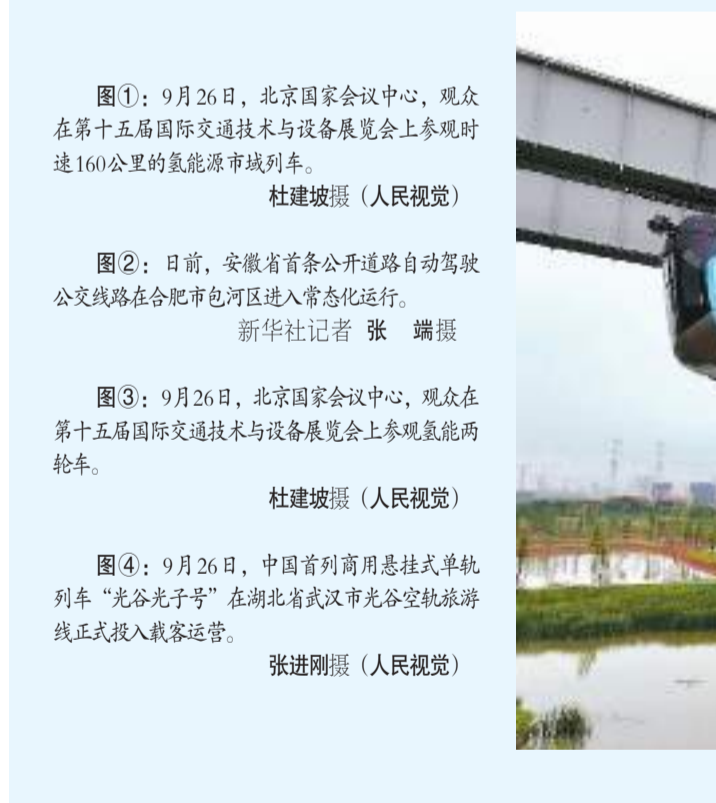 图①：9月26日，北京国家会议中心，观众
在第十五届国际交通技术与设备展览会上参观时
速160公里的氢能源市域列车。
杜建坡摄（人民视觉）
图②：日前，安徽省首条公开道路自动驾驶
公交线路在合肥市包河区进入常态化运行。
新华社记者 张　端摄
图③：9月26日，北京国家会议中心，观众在
第十五届国际交通技术与设备展览会上参观氢能两
轮车。
杜建坡摄（人民视觉）
图④：9月26日，中国首列商用悬挂式单轨
列车“光谷光子号”在湖北省武汉市光谷空轨旅游
线正式投入载客运营。
张进刚摄（人民视觉）